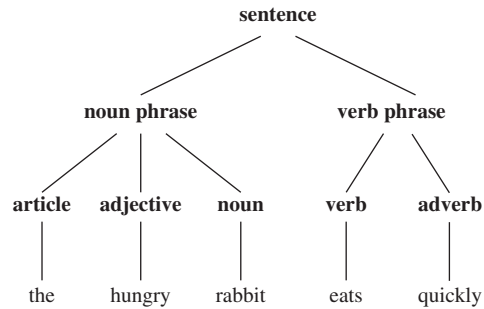 sentence
noun phrase verb phrase
article adjective noun verb adverb
the hungry rabbit eats quickly